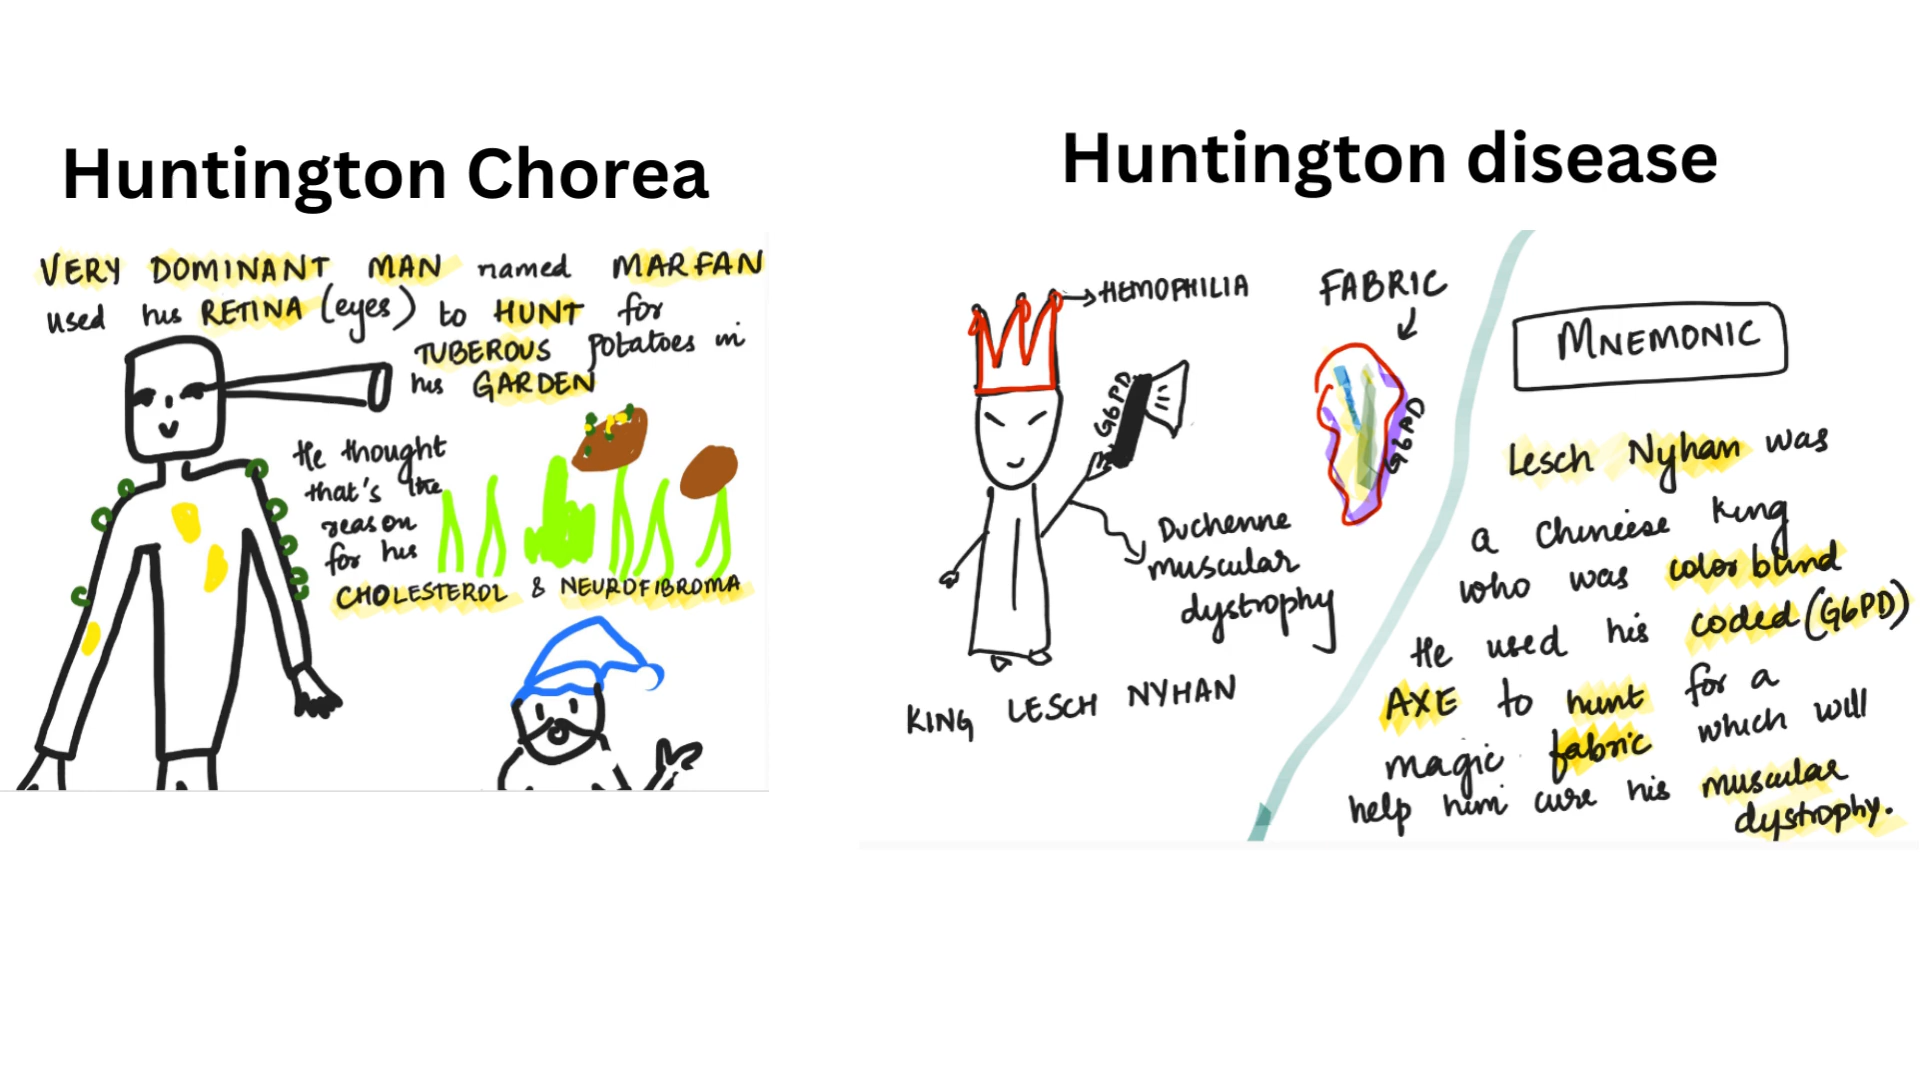 Huntington Chorea
VERY DOMINANT MAN named MARFAN
used his RETINA (eyes) to HUNT for
TUBEROUS potatoes in
his GARDEN
He thought
that's the
reason
for his
CHOLESTEROL & NEUROFIBROMA
Huntington disease
HEMOPHILIA
FABRIC
G6PD
G6PD
Duchenne
muscular
dystrophy
KING LESCH NYHAN
MNEMONIC
Lesch Nyhan was
a Chineese king
who was color blind
He used his coded (G6PD)
AXE to hunt for a
magic fabric which will
help him cure his muscular
dystrophy.